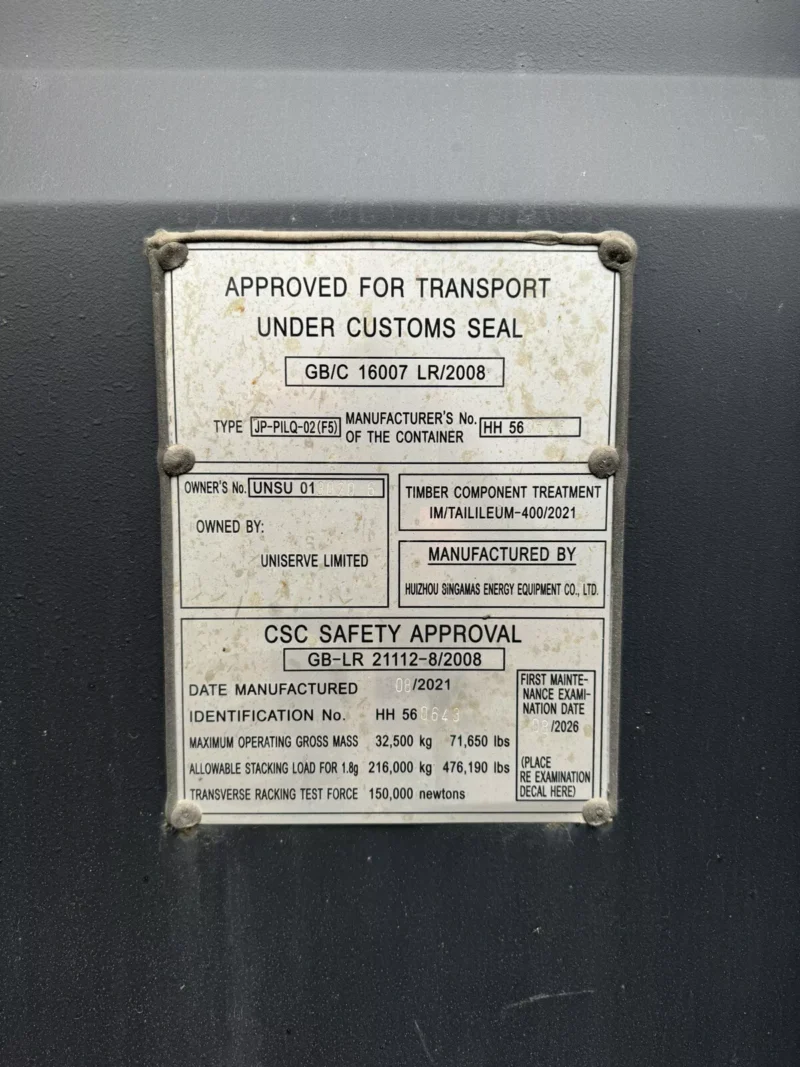 APPROVED FOR TRANSPORT
UNDER CUSTOMS SEAL
GB/C 16007 LR/2008
TYPE JP-PILQ-02(F5) MANUFACTURER'S No. OF THE CONTAINER HH 56
OWNER'S No. UNSU 01
OWNED BY:
UNISERVE LIMITED
TIMBER COMPONENT TREATMENT
IM/TAILILEUM-400/2021
MANUFACTURED BY
HUIZHOU SINGAMAS ENERGY EQUIPMENT CO., LTD.
CSC SAFETY APPROVAL
GB-LR 21112-8/2008
DATE MANUFACTURED 08/2021
IDENTIFICATION No. HH 56
MAXIMUM OPERATING GROSS MASS 32,500 kg 71,650 lbs
ALLOWABLE STACKING LOAD FOR 1.8g 216,000 kg 476,190 lbs
TRANSVERSE RACKING TEST FORCE 150,000 newtons
FIRST MAINTE-
NANCE EXAMI-
NATION DATE
/2026
(PLACE
RE EXAMINATION
DECAL HERE)